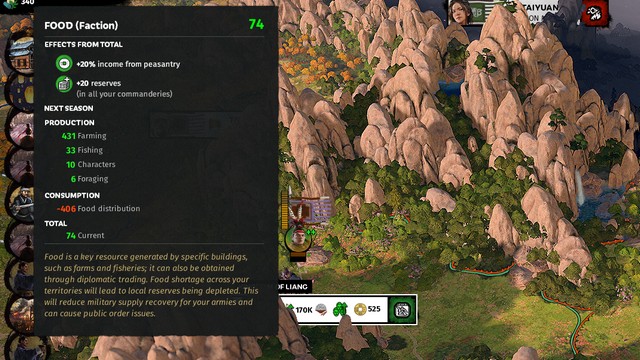 340
FOOD (Faction) 74
EFFECTS FROM TOTAL
+20% income from peasantry
+20 reserves
(in all your commanderies)
NEXT SEASON
PRODUCTION
431 Farming
33 Fishing
10 Characters
6 Foraging
CONSUMPTION
-406 Food distribution
TOTAL
74 Current
Food is a key resource generated by specific buildings,
such as farms and fisheries; it can also be obtained
through diplomatic trading. Food shortage across your
territories will lead to local reserves being depleted. This
will reduce military supply recovery for your armies and
can cause public order issues.
TAIYUAN
OF LIANG
170K 525